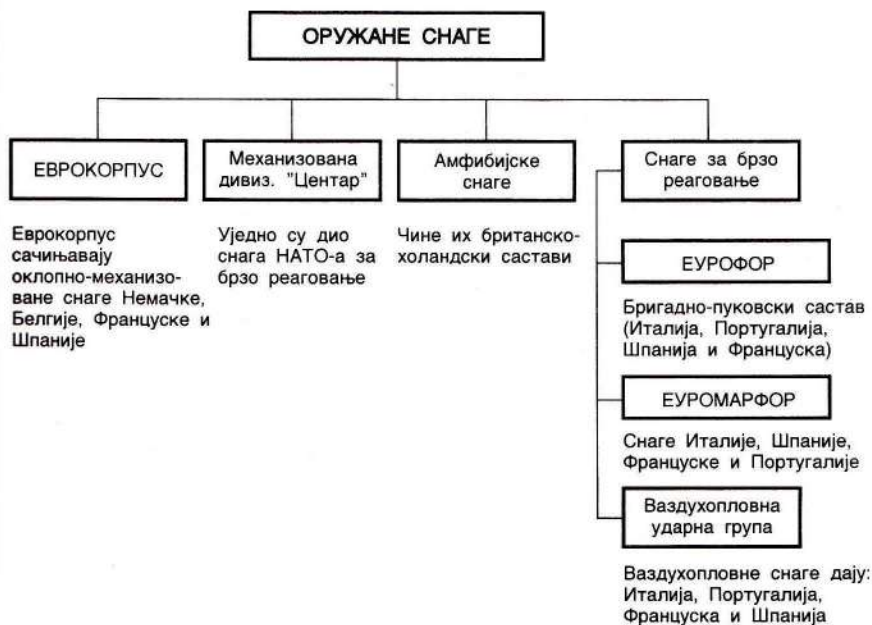 ОРУЖАНЕ СНАГЕ
ЕВРОКОРПУС
Еврокорпус
сачињавају
оклопно-механизо-
ване снаге Немачке,
Белгије, Француске и
Шпаније
Механизована
дивиз. "Центар"
Уједно су дио
снага НАТО-а за
брзо реаговање
Амфибијске
снаге
Чине их британско-
холандски састави
Снаге за брзо
реаговање
ЕУРОФОР
Бригадно-пуковски састав
(Италија, Португалија,
Шпанија и Француска)
ЕУРОМАРФОР
Снаге Италије, Шпаније,
Француске и Португалије
Ваздухопловна
ударна група
Ваздухопловне снаге дају:
Италија, Португалија,
Француска и Шпанија